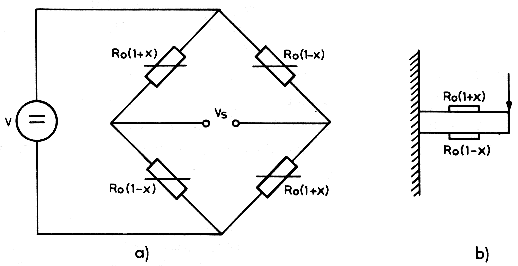 Ro(1+x)
Ro(1-x)
V
Vs
Ro(1-x)
Ro(1+x)
a)
Ro(1+x)
Ro(1-x)
b)